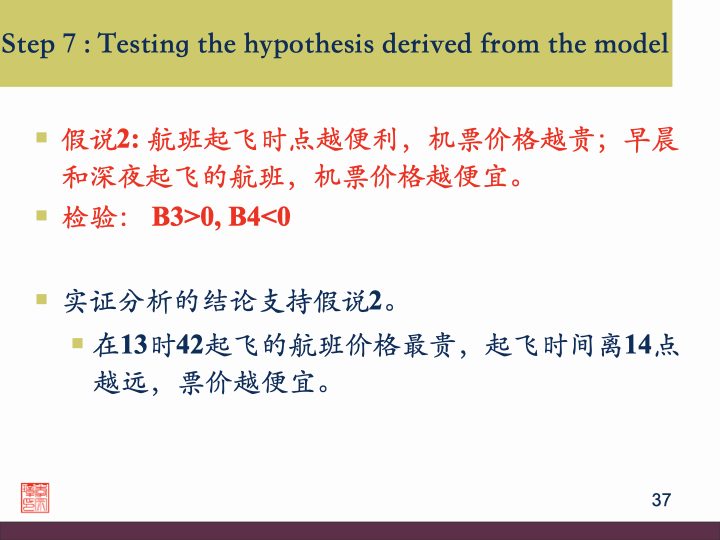 Step 7 : Testing the hypothesis derived from the model
假说2: 航班起飞时点越便利，机票价格越贵；早晨
和深夜起飞的航班，机票价格越便宜。
检验： B3>0, B4<0
实证分析的结论支持假说2。
在13时42起飞的航班价格最贵，起飞时间离14点
越远，票价越便宜。
37